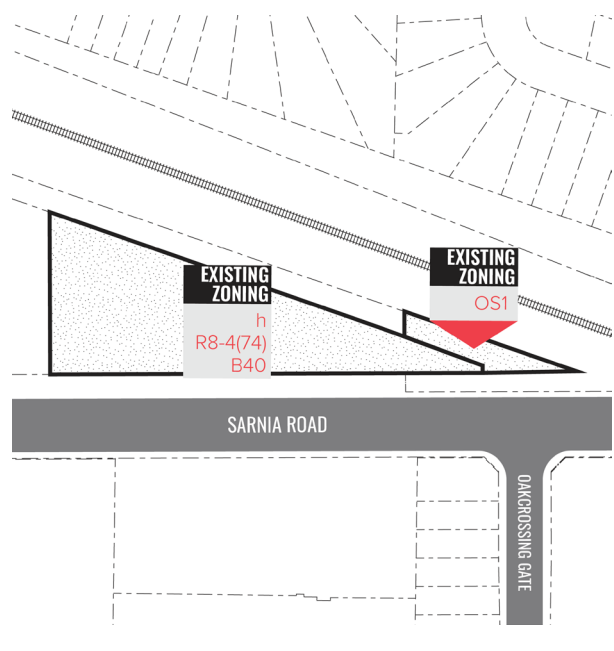 EXISTING
ZONING
OS1
EXISTING
ZONING
h
R8-4(74)
B40
SARNIA ROAD
OAKCROSSING GATE